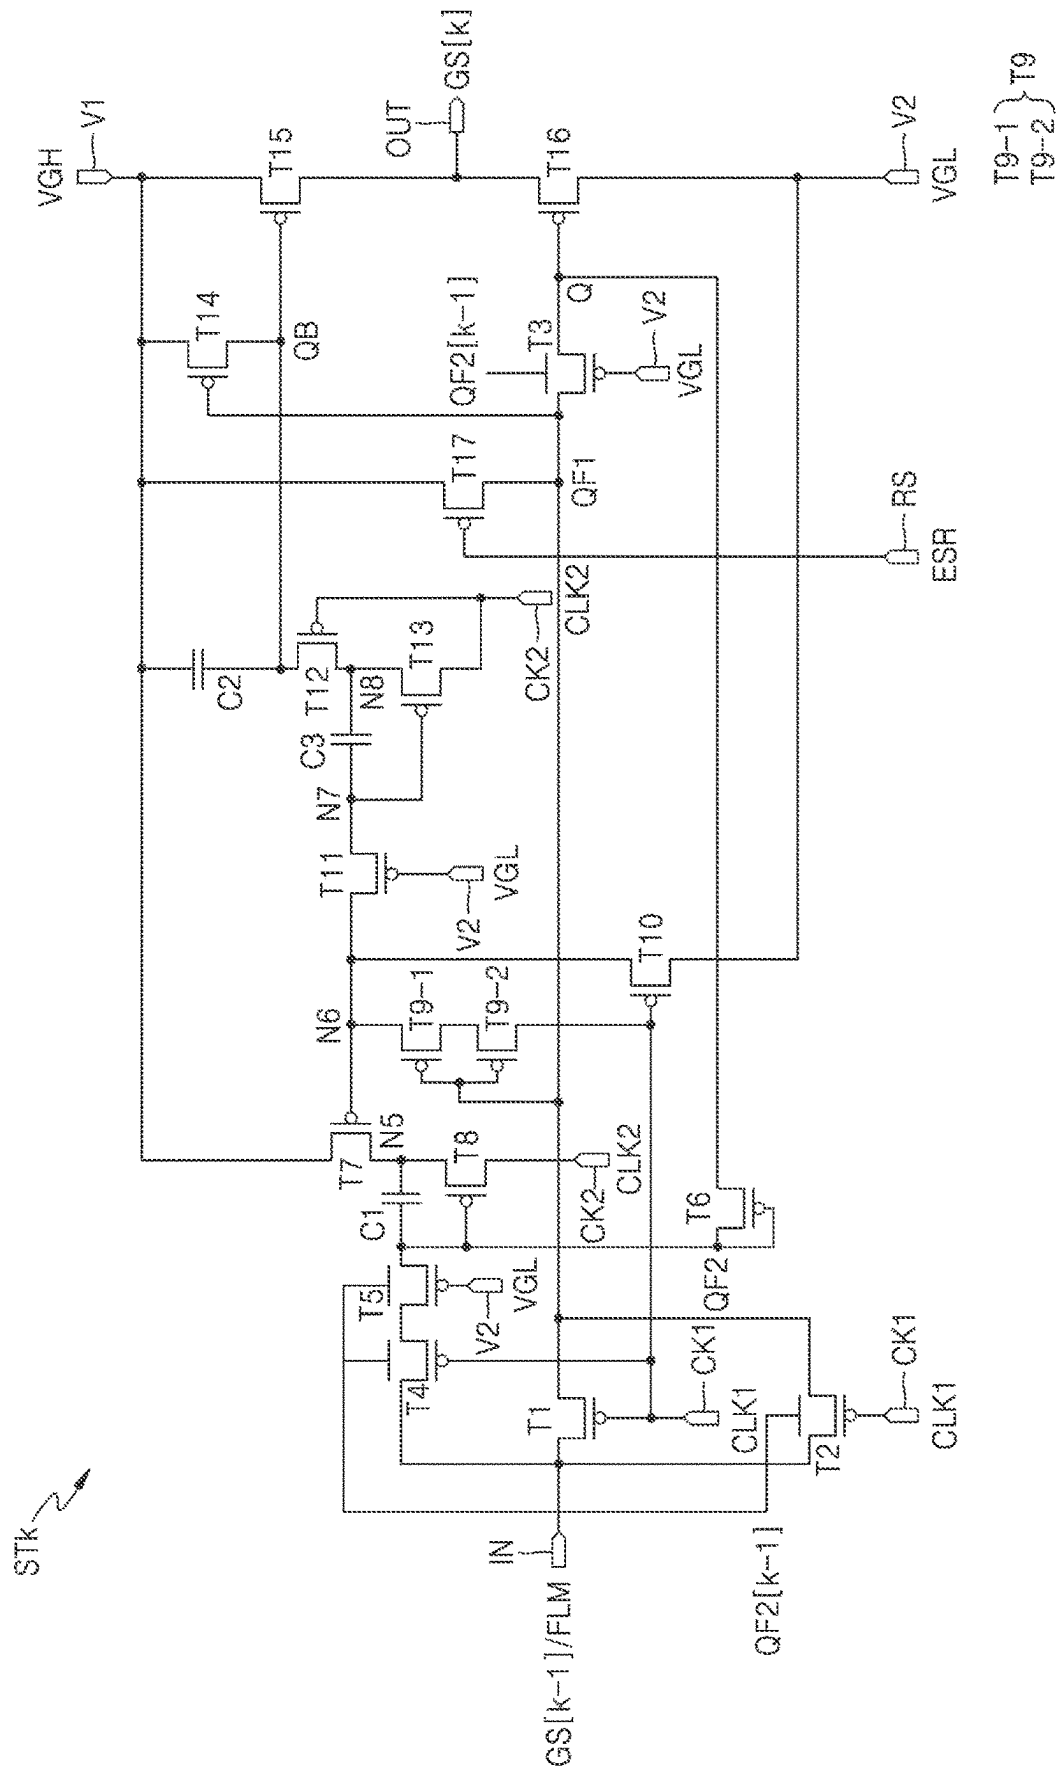 STk
VGH
V1
T15
OUT
GS[k]
T16
VGL
V2
T9-1
T9-2
T9
T14
QB
QF2[k-1]
T3
Q
V2
VGL
T17
QF1
RS
ESR
C2
T12
N8
T13
CK2
CLK2
C3
N7
T11
V2
VGL
T10
N6
T9-1
T9-2
T7
N5
T8
CK2
CLK2
C1
T6
QF2
T5
V2
VGL
T4
T1
CK1
CLK1
T2
CK1
CLK1
IN
GS[k-1]/FLM
QF2[k-1]